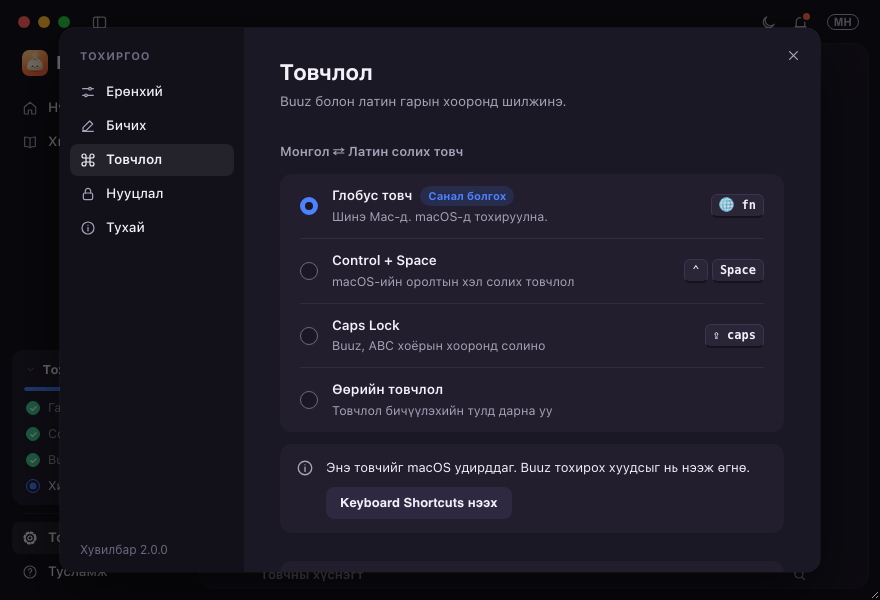 MH
ТОХИРГОО
Ерөнхий
Бичих
Товчлол
Нууцлал
Тухай
Хувилбар 2.0.0
Товчлол
Buuz болон латин гарын хооронд шилжинэ.
Монгол ⇄ Латин солих товч
Глобус товч Санал болгох
Шинэ Mac-д. macOS-д тохируулна.
🌐 fn
Control + Space
macOS-ийн оролтын хэл солих товчлол
^ Space
Caps Lock
Buuz, ABC хоёрын хооронд солино
⇪ caps
Өөрийн товчлол
Товчлол бичүүлэхийн тулд дарна уу
Энэ товчийг macOS удирддаг. Buuz тохирох хуудсыг нь нээж өгнө.
Keyboard Shortcuts нээх
Тусламж
Товчны хүснэгт